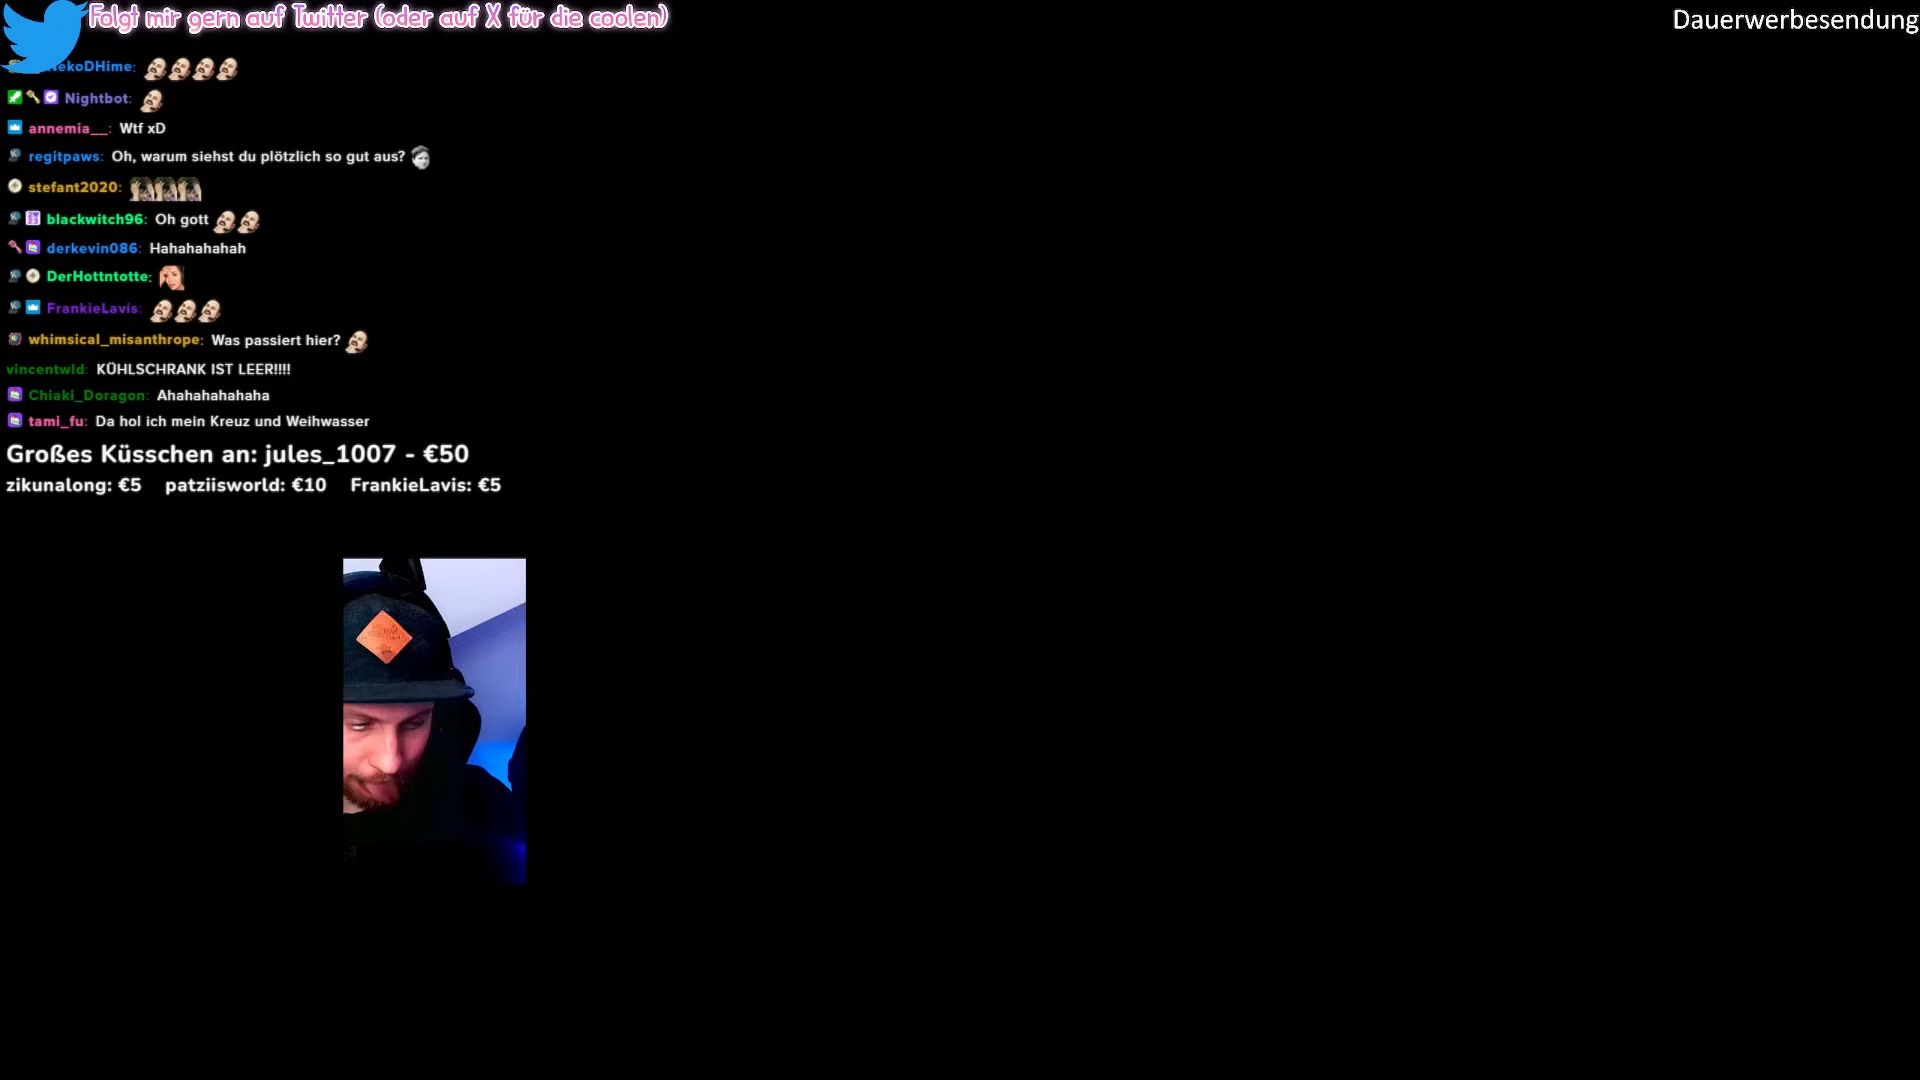 Folgt mir gern auf Twitter (oder auf X für die coolen)
Dauerwerbesendung
ekoDHime:
Nightbot:
annemia__: Wtf xD
regitpaws: Oh, warum siehst du plötzlich so gut aus?
stefant2020:
blackwitch96: Oh gott
derkevin086: Hahahahahah
DerHottntotte:
FrankieLavis:
whimsical_misanthrope: Was passiert hier?
vincentwld: KÜHLSCHRANK IST LEER!!!!
Chiaki_Doragon: Ahahahahahaha
tami_fu: Da hol ich mein Kreuz und Weihwasser
Großes Küsschen an: jules_1007 - €50
zikunalong: €5 patziisworld: €10 FrankieLavis: €5